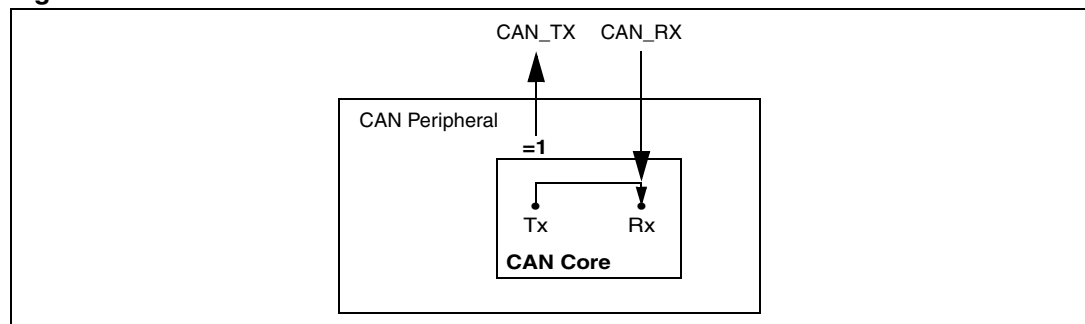 CAN_TX CAN_RX
CAN Peripheral
=1
Tx Rx
CAN Core